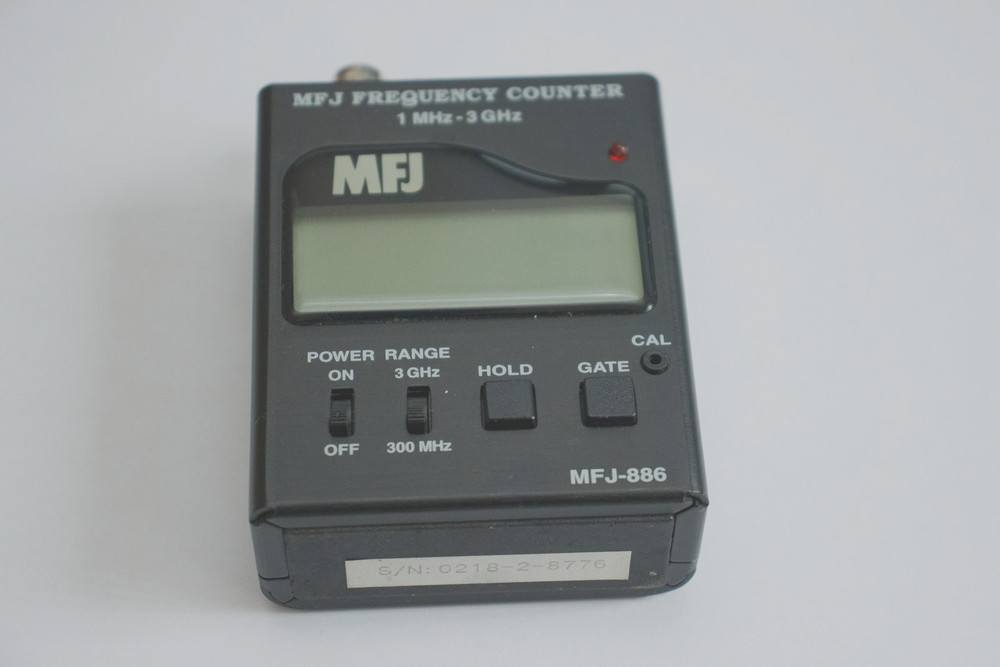 MFJ FREQUENCY COUNTER
1 MHz - 3 GHz
MFJ
POWER RANGE
ON 3 GHz
HOLD GATE CAL
OFF 300 MHz
MFJ-886
S/N: 0218-2-8776